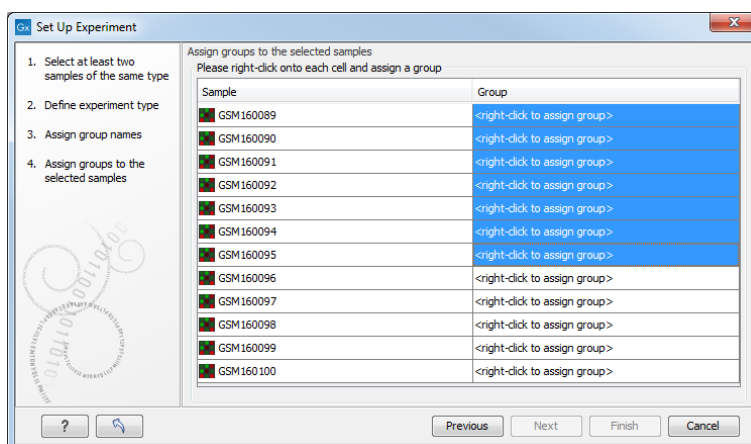 Gx Set Up Experiment
1. Select at least two
samples of the same type
2. Define experiment type
3. Assign group names
4. Assign groups to the
selected samples
Assign groups to the selected samples
Please right-click onto each cell and assign a group
Sample Group
GSM160089 <right-click to assign group>
GSM160090 <right-click to assign group>
GSM160091 <right-click to assign group>
GSM160092 <right-click to assign group>
GSM160093 <right-click to assign group>
GSM160094 <right-click to assign group>
GSM160095 <right-click to assign group>
GSM160096 <right-click to assign group>
GSM160097 <right-click to assign group>
GSM160098 <right-click to assign group>
GSM160099 <right-click to assign group>
GSM160100 <right-click to assign group>
? Previous Next Finish Cancel